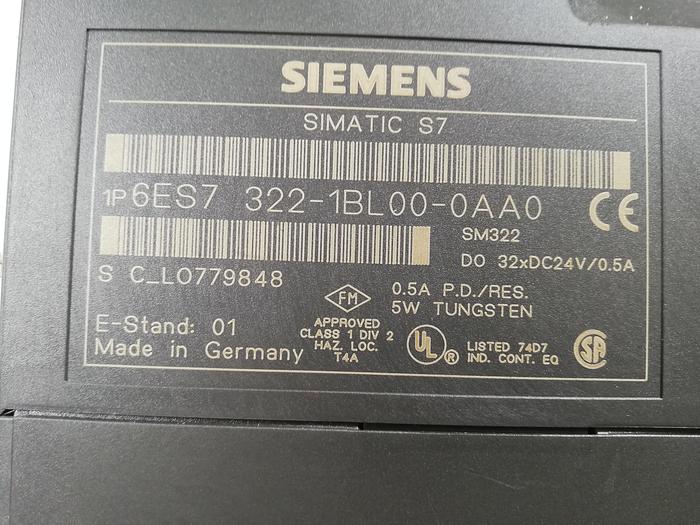 SIEMENS
SIMATIC S7
1P 6ES7 322-1BL00-0AA0
CE
SM322
DO 32xDC24V/0.5A
S C_L0779848
0.5A P.D./RES.
5W TUNGSTEN
FM
APPROVED
CLASS 1 DIV 2
HAZ. LOC.
T4A
E-Stand: 01
Made in Germany
UL ®
LISTED 74D7
IND. CONT. EQ
SA